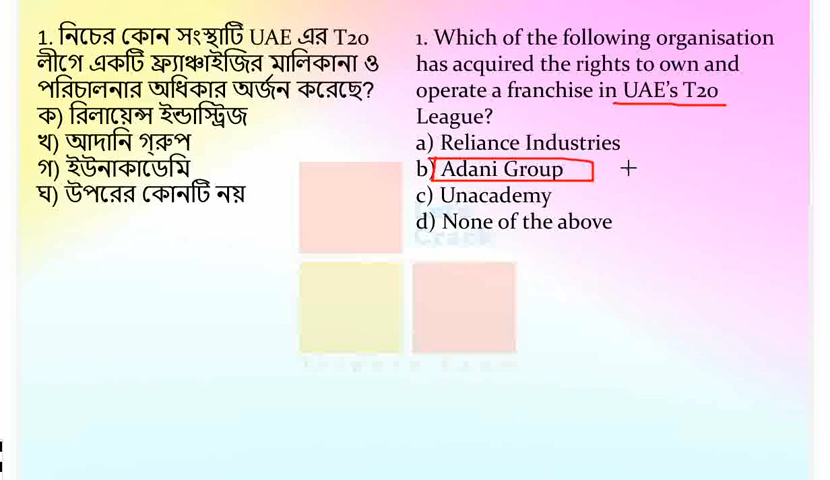 1. নিচের কোন সংস্থাটি UAE এর T20
লীগে একটি ফ্র্যাঞ্চাইজির মালিকানা ও
পরিচালনার অধিকার অর্জন করেছে?
ক) রিলায়েন্স ইন্ডাস্ট্রিজ
খ) আদানি গ্রুপ
গ) ইউনাকাডেমি
ঘ) উপরের কোনটি নয়
1. Which of the following organisation
has acquired the rights to own and
operate a franchise in UAE's T20
League?
a) Reliance Industries
b) Adani Group
c) Unacademy
d) None of the above
Crack